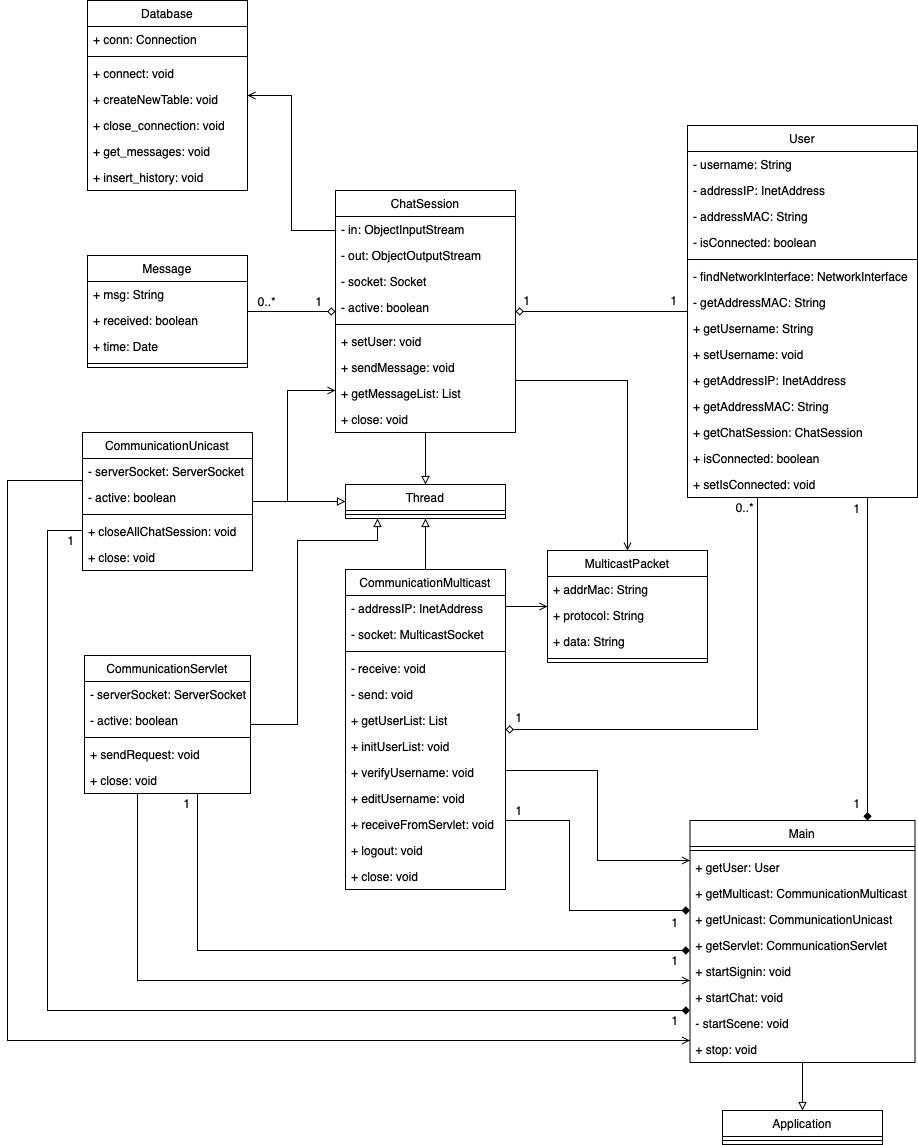 Database
+ conn: Connection
+ connect: void
+ createNewTable: void
+ close_connection: void
+ get_messages: void
+ insert_history: void
User
- username: String
- addressIP: InetAddress
- addressMAC: String
- isConnected: boolean
- findNetworkInterface: NetworkInterface
- getAddressMAC: String
+ getUsername: String
+ setUsername: void
+ getAddressIP: InetAddress
+ getAddressMAC: String
+ getChatSession: ChatSession
+ isConnected: boolean
+ setIsConnected: void
ChatSession
- in: ObjectInputStream
- out: ObjectOutputStream
- socket: Socket
- active: boolean
+ setUser: void
+ sendMessage: void
+ getMessageList: List
+ close: void
Message
+ msg: String
+ received: boolean
+ time: Date
0..*
1
1
1
CommunicationUnicast
- serverSocket: ServerSocket
- active: boolean
+ closeAllChatSession: void
+ close: void
1
Thread
0..*
1
MulticastPacket
+ addrMac: String
+ protocol: String
+ data: String
CommunicationMulticast
- addressIP: InetAddress
- socket: MulticastSocket
- receive: void
- send: void
+ getUserList: List
+ initUserList: void
+ verifyUsername: void
+ editUsername: void
+ receiveFromServlet: void
+ logout: void
+ close: void
1
1
CommunicationServlet
- serverSocket: ServerSocket
- active: boolean
+ sendRequest: void
+ close: void
1
1
Main
+ getUser: User
+ getMulticast: CommunicationMulticast
+ getUnicast: CommunicationUnicast
+ getServlet: CommunicationServlet
+ startSignin: void
+ startChat: void
- startScene: void
+ stop: void
1
1
1
Application